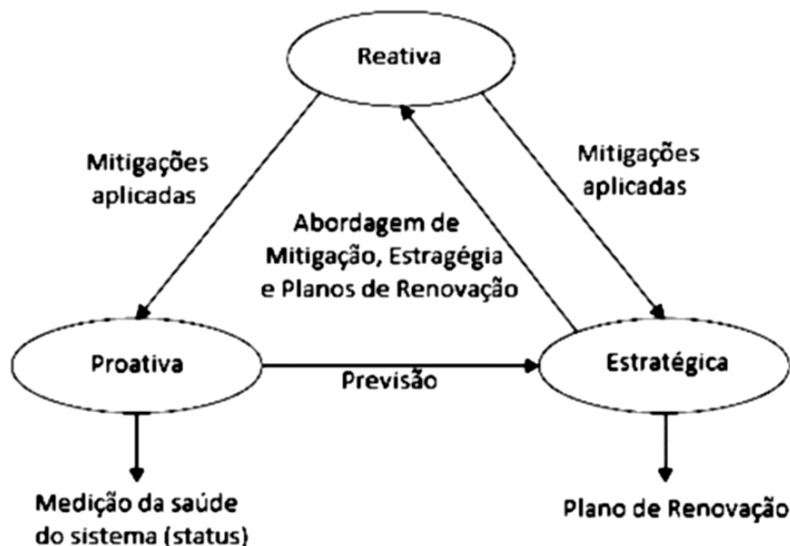 Reativa
Mitigações
aplicadas
Mitigações
aplicadas
Abordagem de
Mitigação, Estragégia
e Planos de Renovação
Proativa
Previsão
Estratégica
Medição da saúde
do sistema (status)
Plano de Renovação